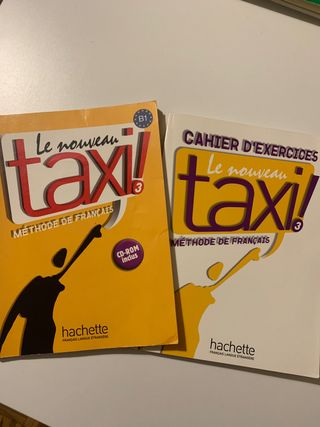 B1
Le nouveau
taxi!
3
MÉTHODE DE FRANÇAIS
CD-ROM
inclus
hachette
FRANÇAIS LANGUE ÉTRANGÈRE
CAHIER D'EXERCICES
Le nouveau
taxi!
3
MÉTHODE DE FRANÇAIS
hachette
FRANÇAIS LANGUE ÉTRANGÈRE